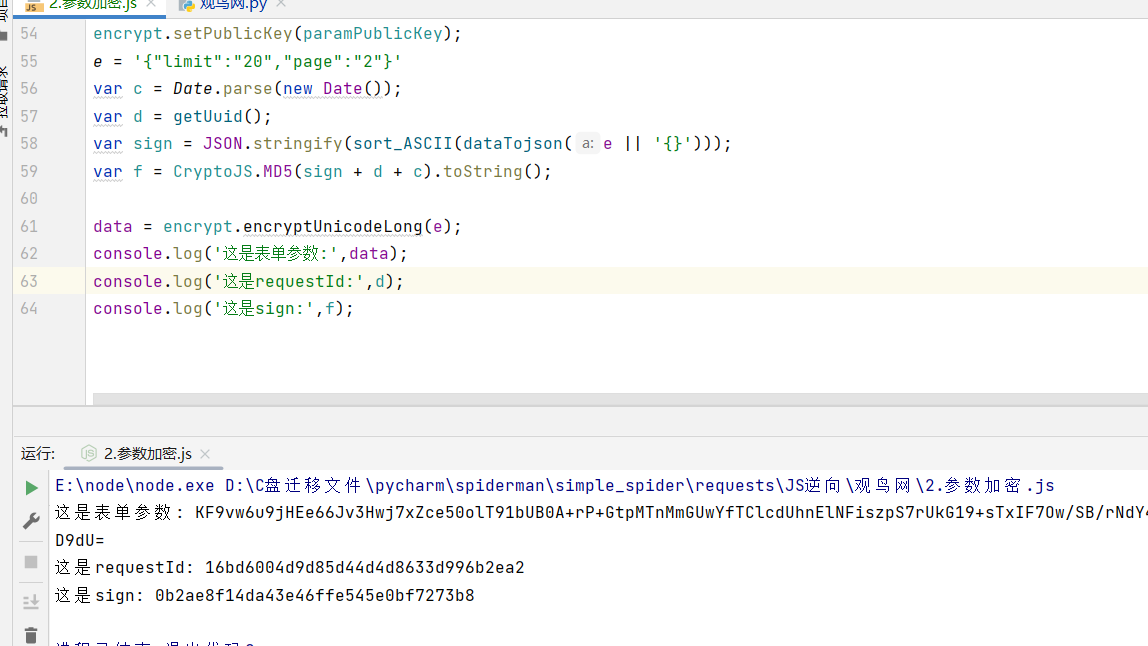 2.参数加密.js 观鸟网.py
54 encrypt.setPublicKey(paramPublicKey);
55 e = '{"limit":"20","page":"2"}'
56 var c = Date.parse(new Date());
57 var d = getUuid();
58 var sign = JSON.stringify(sort_ASCII(dataTojson( a: e || '{}')));
59 var f = CryptoJS.MD5(sign + d + c).toString();
60
61 data = encrypt.encryptUnicodeLong(e);
62 console.log('这是表单参数:',data);
63 console.log('这是requestId:',d);
64 console.log('这是sign:',f);
运行: 2.参数加密.js
E:\node\node.exe D:\C盘迁移文件\pycharm\spiderman\simple_spider\requests\JS逆向\观鸟网\2.参数加密.js
这是表单参数: KF9vw6u9jHEe66Jv3Hwj7xZce50olT91bUB0A+rP+GtpMTnMmGUwYfTClcdUhnElNFiszpS7rUkG19+sTxIF7Ow/SB/rNdY
D9dU=
这是requestId: 16bd6004d9d85d44d4d8633d996b2ea2
这是sign: 0b2ae8f14da43e46ffe545e0bf7273b8